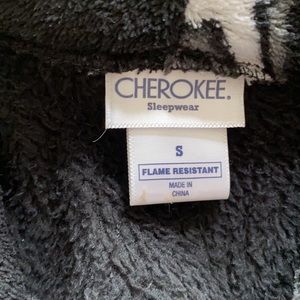 CHEROKEE.
Sleepwear
S
FLAME RESISTANT
MADE IN
CHINA